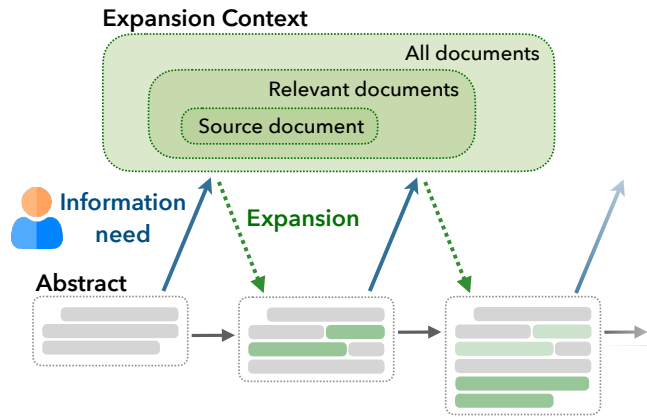 Expansion Context
All documents
Relevant documents
Source document
Information
need
Expansion
Abstract